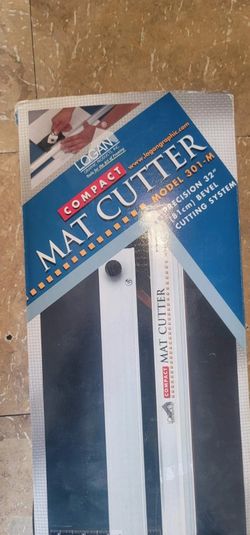 LOGAN
www.logangraphic.com
COMPACT
MAT CUTTER
MODEL 301-M
PRECISION 32"
(81cm) BEVEL
CUTTING SYSTEM
COMPACT MAT CUTTER